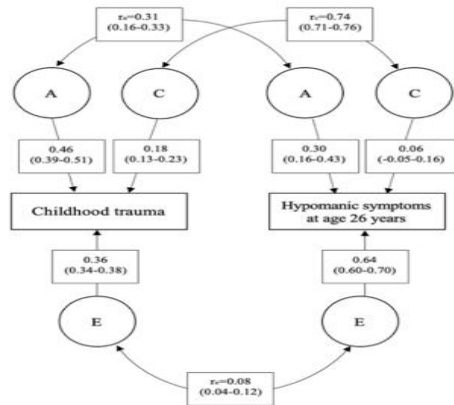 rₐ=0.31
(0.16-0.33)
r꜀=0.74
(0.71-0.76)
A
C
A
C
0.46
(0.39-0.51)
0.18
(0.13-0.23)
0.30
(0.16-0.43)
0.06
(-0.05-0.16)
Childhood trauma
Hypomanic symptoms
at age 26 years
0.36
(0.34-0.38)
0.64
(0.60-0.70)
E
E
rₑ=0.08
(0.04-0.12)